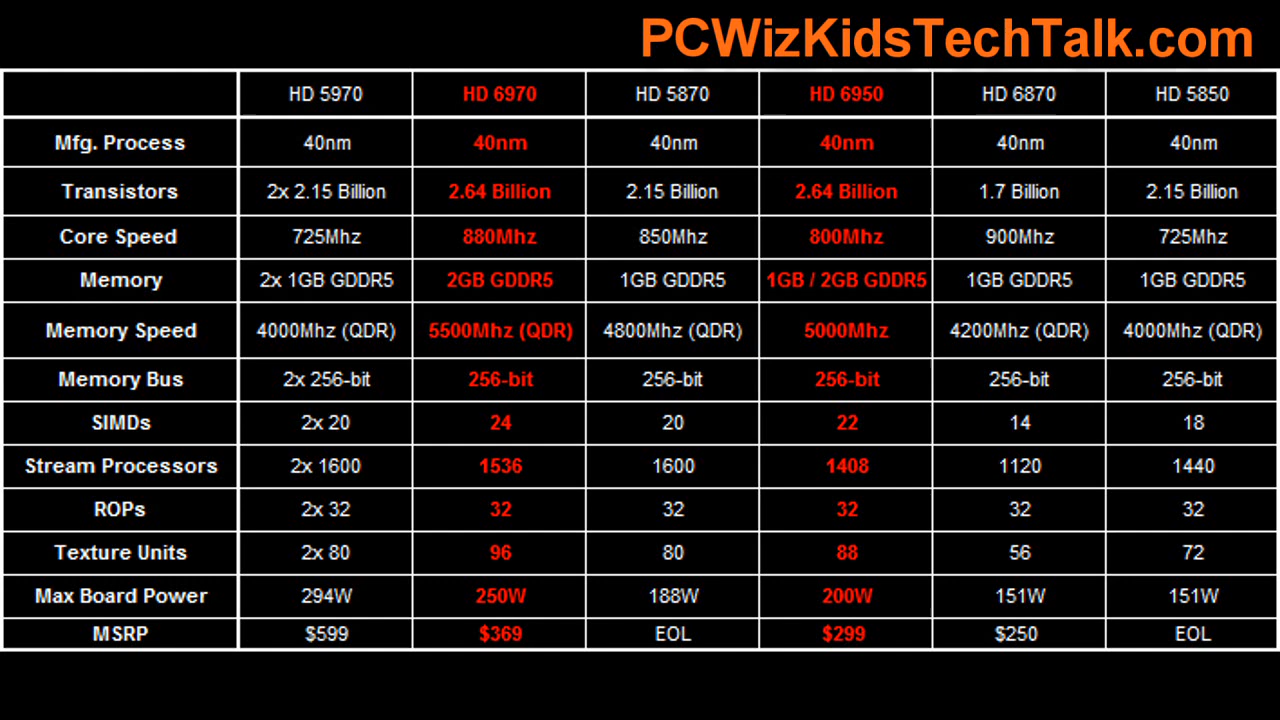 PCWizKidsTechTalk.com
HD 5970 HD 6970 HD 5870 HD 6950 HD 6870 HD 5850
Mfg. Process 40nm 40nm 40nm 40nm 40nm 40nm
Transistors 2x 2.15 Billion 2.64 Billion 2.15 Billion 2.64 Billion 1.7 Billion 2.15 Billion
Core Speed 725Mhz 880Mhz 850Mhz 800Mhz 900Mhz 725Mhz
Memory 2x 1GB GDDR5 2GB GDDR5 1GB GDDR5 1GB / 2GB GDDR5 1GB GDDR5 1GB GDDR5
Memory Speed 4000Mhz (QDR) 5500Mhz (QDR) 4800Mhz (QDR) 5000Mhz 4200Mhz (QDR) 4000Mhz (QDR)
Memory Bus 2x 256-bit 256-bit 256-bit 256-bit 256-bit 256-bit
SIMDs 2x 20 24 20 22 14 18
Stream Processors 2x 1600 1536 1600 1408 1120 1440
ROPs 2x 32 32 32 32 32 32
Texture Units 2x 80 96 80 88 56 72
Max Board Power 294W 250W 188W 200W 151W 151W
MSRP $599 $369 EOL $299 $250 EOL